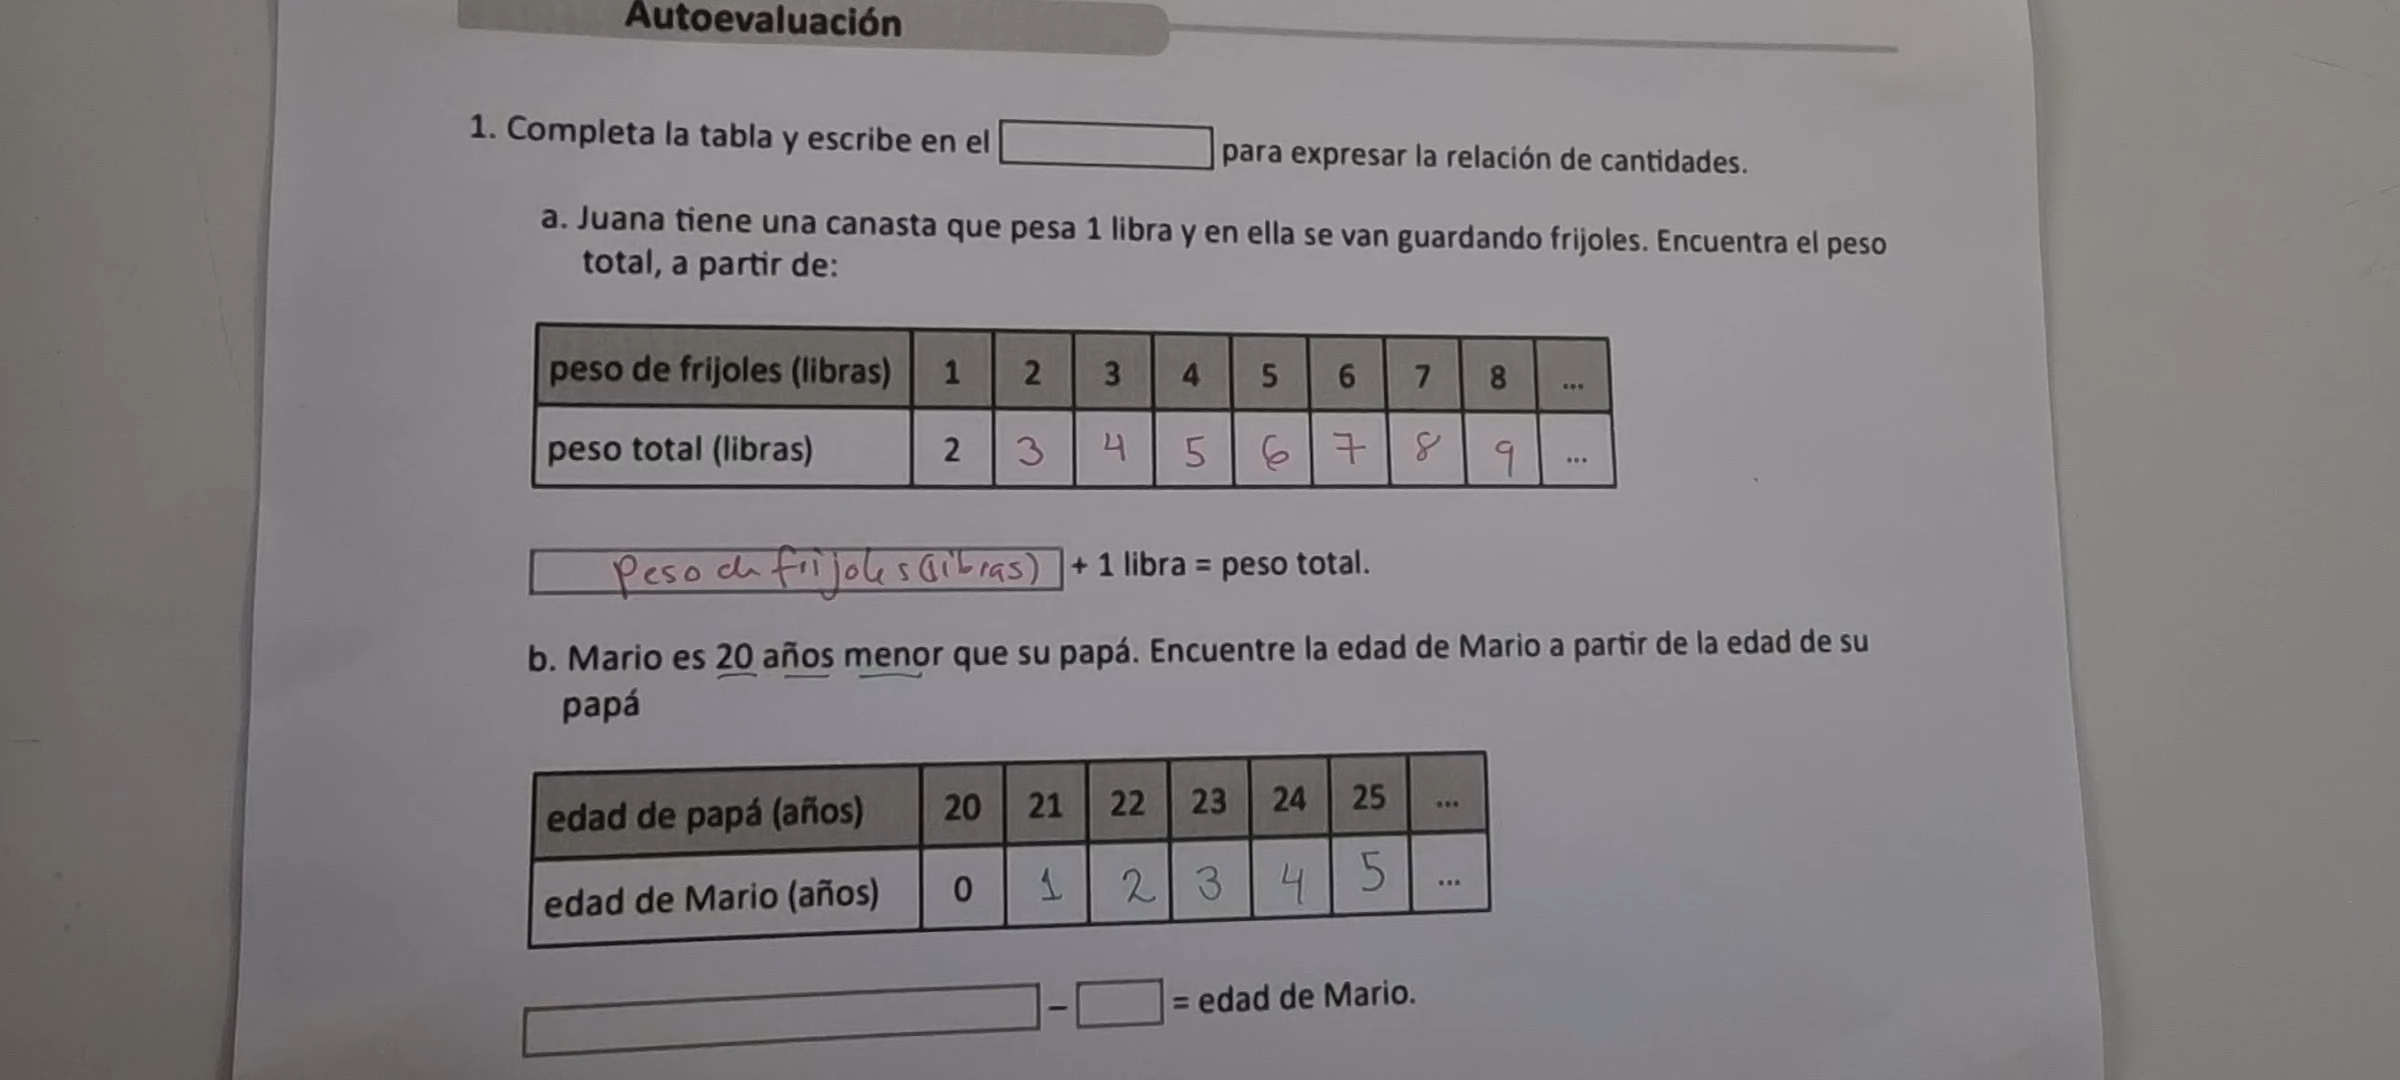 Autoevaluación
1. Completa la tabla y escribe en el para expresar la relación de cantidades.
a. Juana tiene una canasta que pesa 1 libra y en ella se van guardando frijoles. Encuentra el peso
total, a partir de:
peso de frijoles (libras) 1 2 3 4 5 6 7 8 ...
peso total (libras) 2 3 4 5 6 7 8 9 ...
Peso de frijoles (libras) + 1 libra = peso total.
b. Mario es 20 años menor que su papá. Encuentre la edad de Mario a partir de la edad de su
papá
edad de papá (años) 20 21 22 23 24 25 ...
edad de Mario (años) 0 1 2 3 4 5 ...
– = edad de Mario.